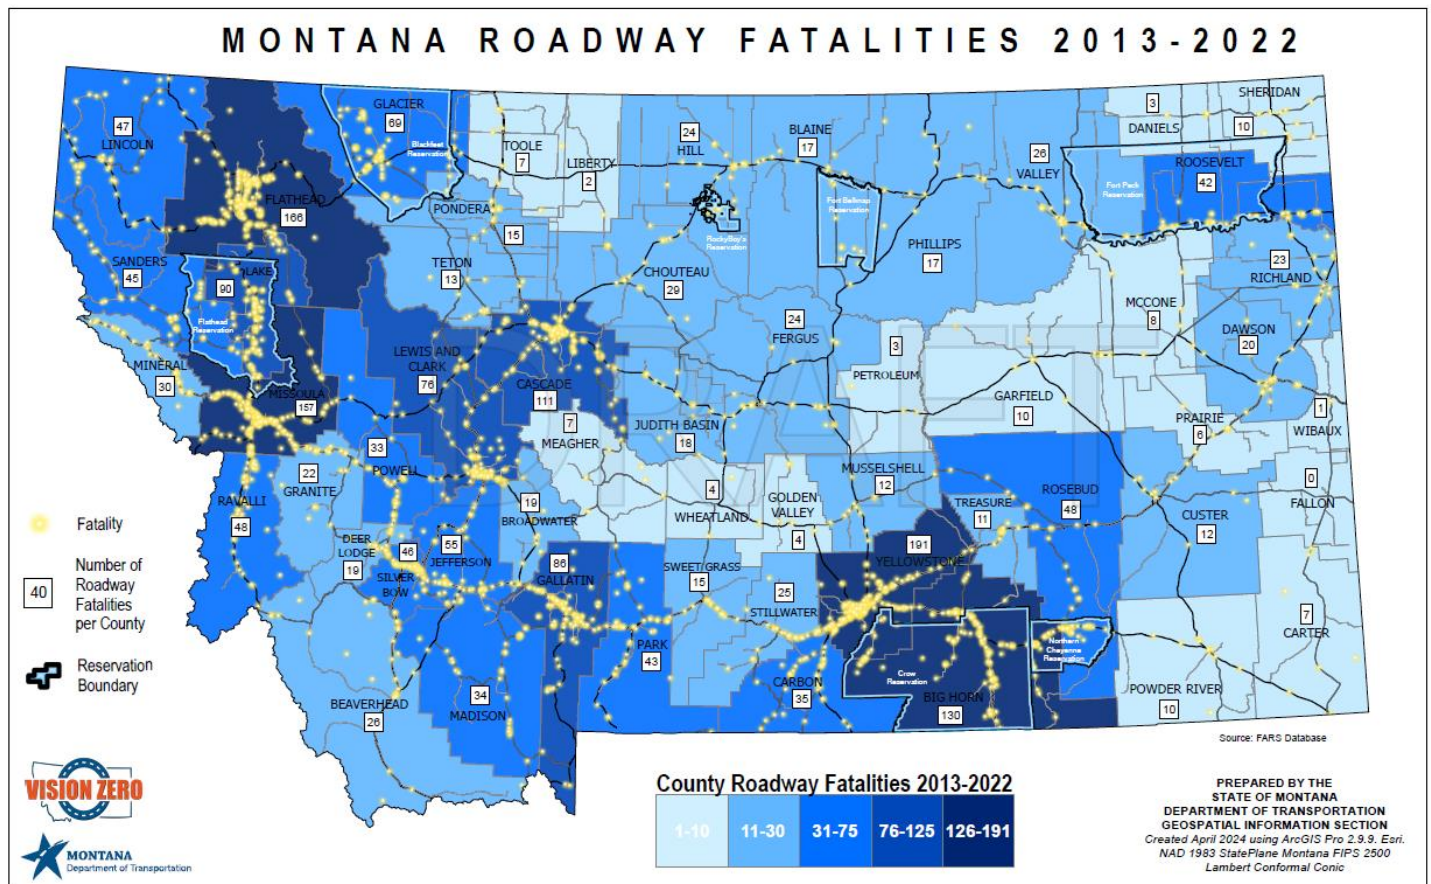 MONTANA ROADWAY FATALITIES 2013-2022
GLACIER
69
Blackfeet
Reservation
47
LINCOLN
TOOLE
7
LIBERTY
2
24
HILL
BLAINE
17
26
VALLEY
3
DANIELS
SHERIDAN
10
ROOSEVELT
42
Fort Peck
Reservation
FLATHEAD
166
PONDERA
15
RockyBoy's
Reservation
Fort Belknap
Reservation
PHILLIPS
17
SANDERS
45
LAKE
90
Flathead
Reservation
TETON
13
CHOUTEAU
29
23
RICHLAND
MCCONE
8
DAWSON
20
24
FERGUS
3
PETROLEUM
MINERAL
30
LEWIS AND
CLARK
76
CASCADE
111
MISSOULA
157
7
MEAGHER
JUDITH BASIN
18
GARFIELD
10
PRAIRIE
6
1
WIBAUX
33
POWELL
22
GRANITE
RAVALLI
48
19
BROADWATER
4
WHEATLAND
GOLDEN
VALLEY
4
MUSSELSHELL
12
TREASURE
11
ROSEBUD
48
CUSTER
12
0
FALLON
DEER
LODGE
19
46
SILVER
BOW
55
JEFFERSON
86
GALLATIN
SWEET GRASS
15
25
STILLWATER
191
YELLOWSTONE
PARK
43
CARBON
35
Crow
Reservation
BIG HORN
130
Northern
Cheyenne
Reservation
7
CARTER
POWDER RIVER
10
BEAVERHEAD
26
34
MADISON
DRAFT
Fatality
40
Number of
Roadway
Fatalities
per County
Reservation
Boundary
VISION ZERO
MONTANA
Department of Transportation
County Roadway Fatalities 2013-2022
1-10 11-30 31-75 76-125 126-191
Source: FARS Database
PREPARED BY THE
STATE OF MONTANA
DEPARTMENT OF TRANSPORTATION
GEOSPATIAL INFORMATION SECTION
Created April 2024 using ArcGIS Pro 2.9.9. Esri.
NAD 1983 StatePlane Montana FIPS 2500
Lambert Conformal Conic